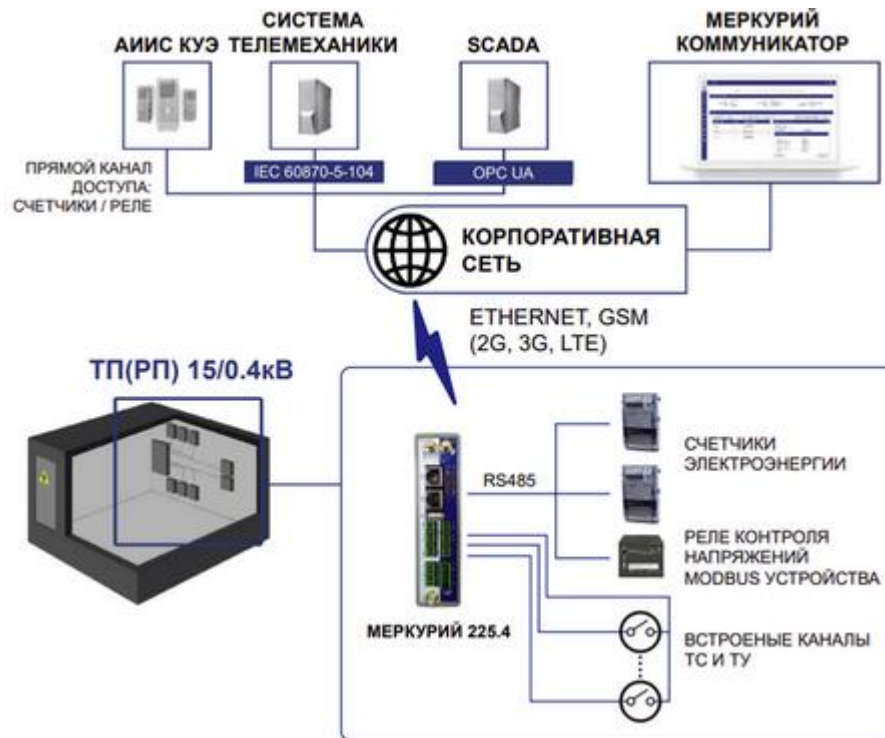 АИИС КУЭ
СИСТЕМА
ТЕЛЕМЕХАНИКИ
SCADA
МЕРКУРИЙ
КОММУНИКАТОР
ПРЯМОЙ КАНАЛ
ДОСТУПА:
СЧЕТЧИКИ / РЕЛЕ
IEC 60870-5-104
OPC UA
КОРПОРАТИВНАЯ
СЕТЬ
ETHERNET, GSM
(2G, 3G, LTE)
ТП(РП) 15/0.4кВ
RS485
СЧЕТЧИКИ
ЭЛЕКТРОЭНЕРГИИ
РЕЛЕ КОНТРОЛЯ
НАПРЯЖЕНИЙ
MODBUS УСТРОЙСТВА
МЕРКУРИЙ 225.4
ВСТРОЕНЫЕ КАНАЛЫ
ТС И ТУ